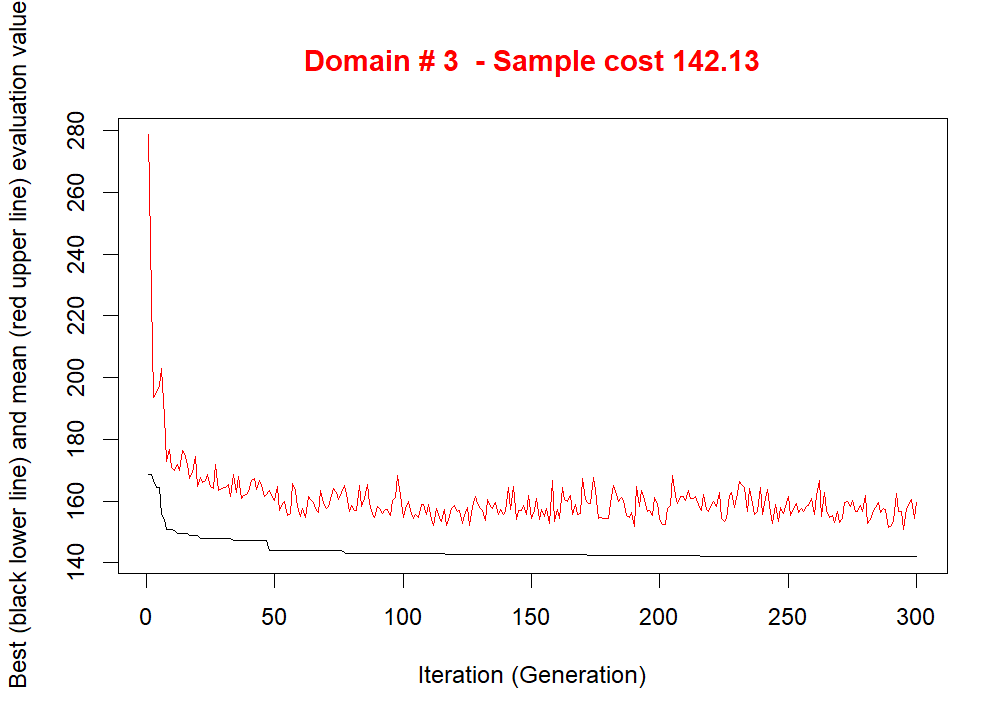 Domain # 3  - Sample cost 142.13
Best (black lower line) and mean (red upper line) evaluation value
280
260
240
220
200
180
160
140
0 50 100 150 200 250 300
Iteration (Generation)